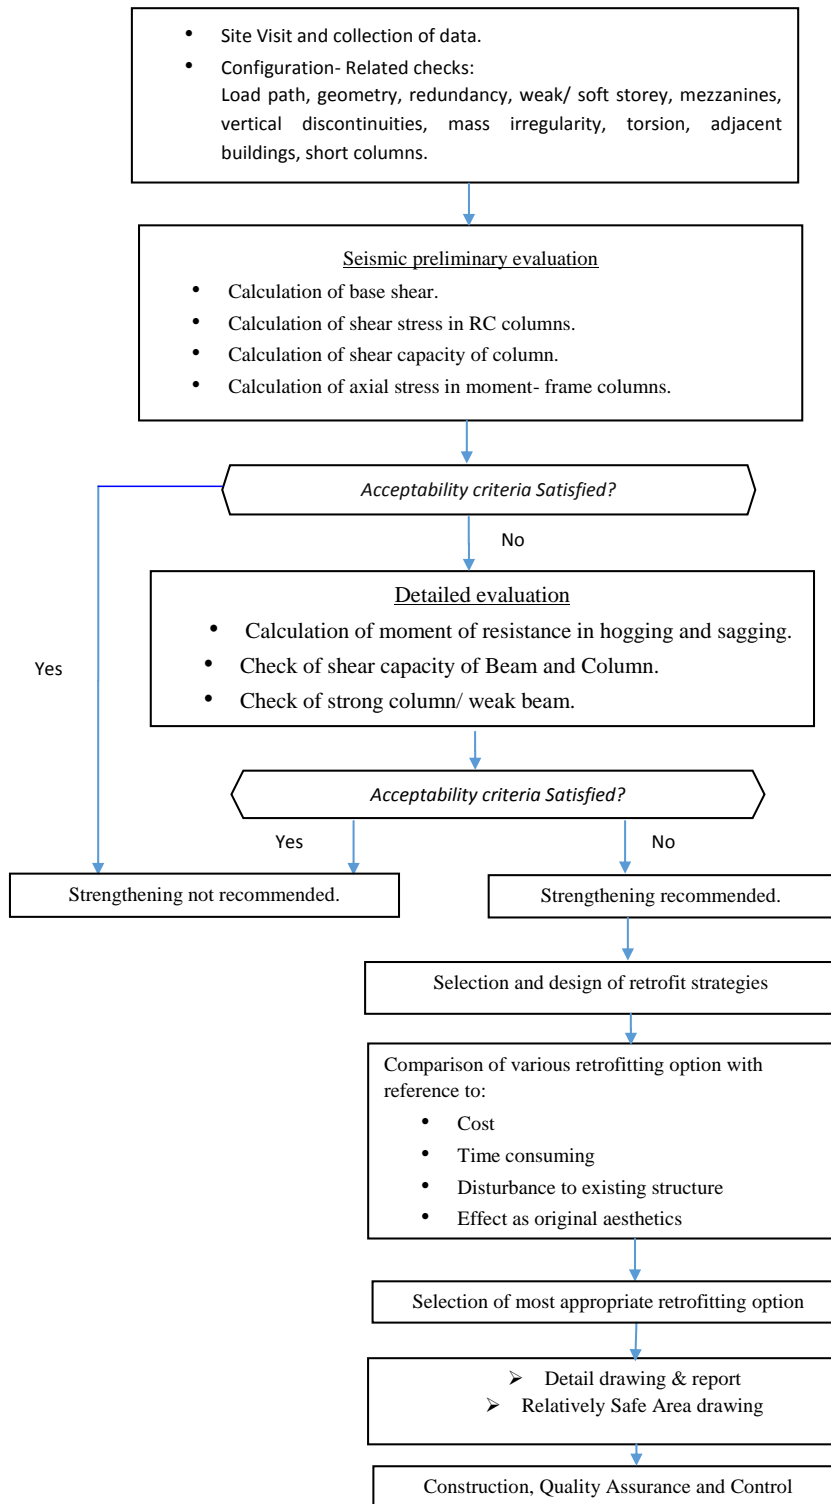 • Site Visit and collection of data.
• Configuration- Related checks:
Load path, geometry, redundancy, weak/ soft storey, mezzanines,
vertical discontinuities, mass irregularity, torsion, adjacent
buildings, short columns.
Seismic preliminary evaluation
• Calculation of base shear.
• Calculation of shear stress in RC columns.
• Calculation of shear capacity of column.
• Calculation of axial stress in moment- frame columns.
Acceptability criteria Satisfied?
No
Detailed evaluation
• Calculation of moment of resistance in hogging and sagging.
Yes
• Check of shear capacity of Beam and Column.
• Check of strong column/ weak beam.
Acceptability criteria Satisfied?
Yes
No
Strengthening not recommended.
Strengthening recommended.
Selection and design of retrofit strategies
Comparison of various retrofitting option with
reference to:
• Cost
• Time consuming
• Disturbance to existing structure
• Effect as original aesthetics
Selection of most appropriate retrofitting option
➢ Detail drawing & report
➢ Relatively Safe Area drawing
Construction, Quality Assurance and Control